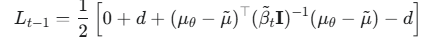 $L_{t-1} = \frac{1}{2} \left[ 0 + d + (\mu_\theta - \tilde{\mu})^\top (\tilde{\beta}_t \mathbf{I})^{-1} (\mu_\theta - \tilde{\mu}) - d \right]$